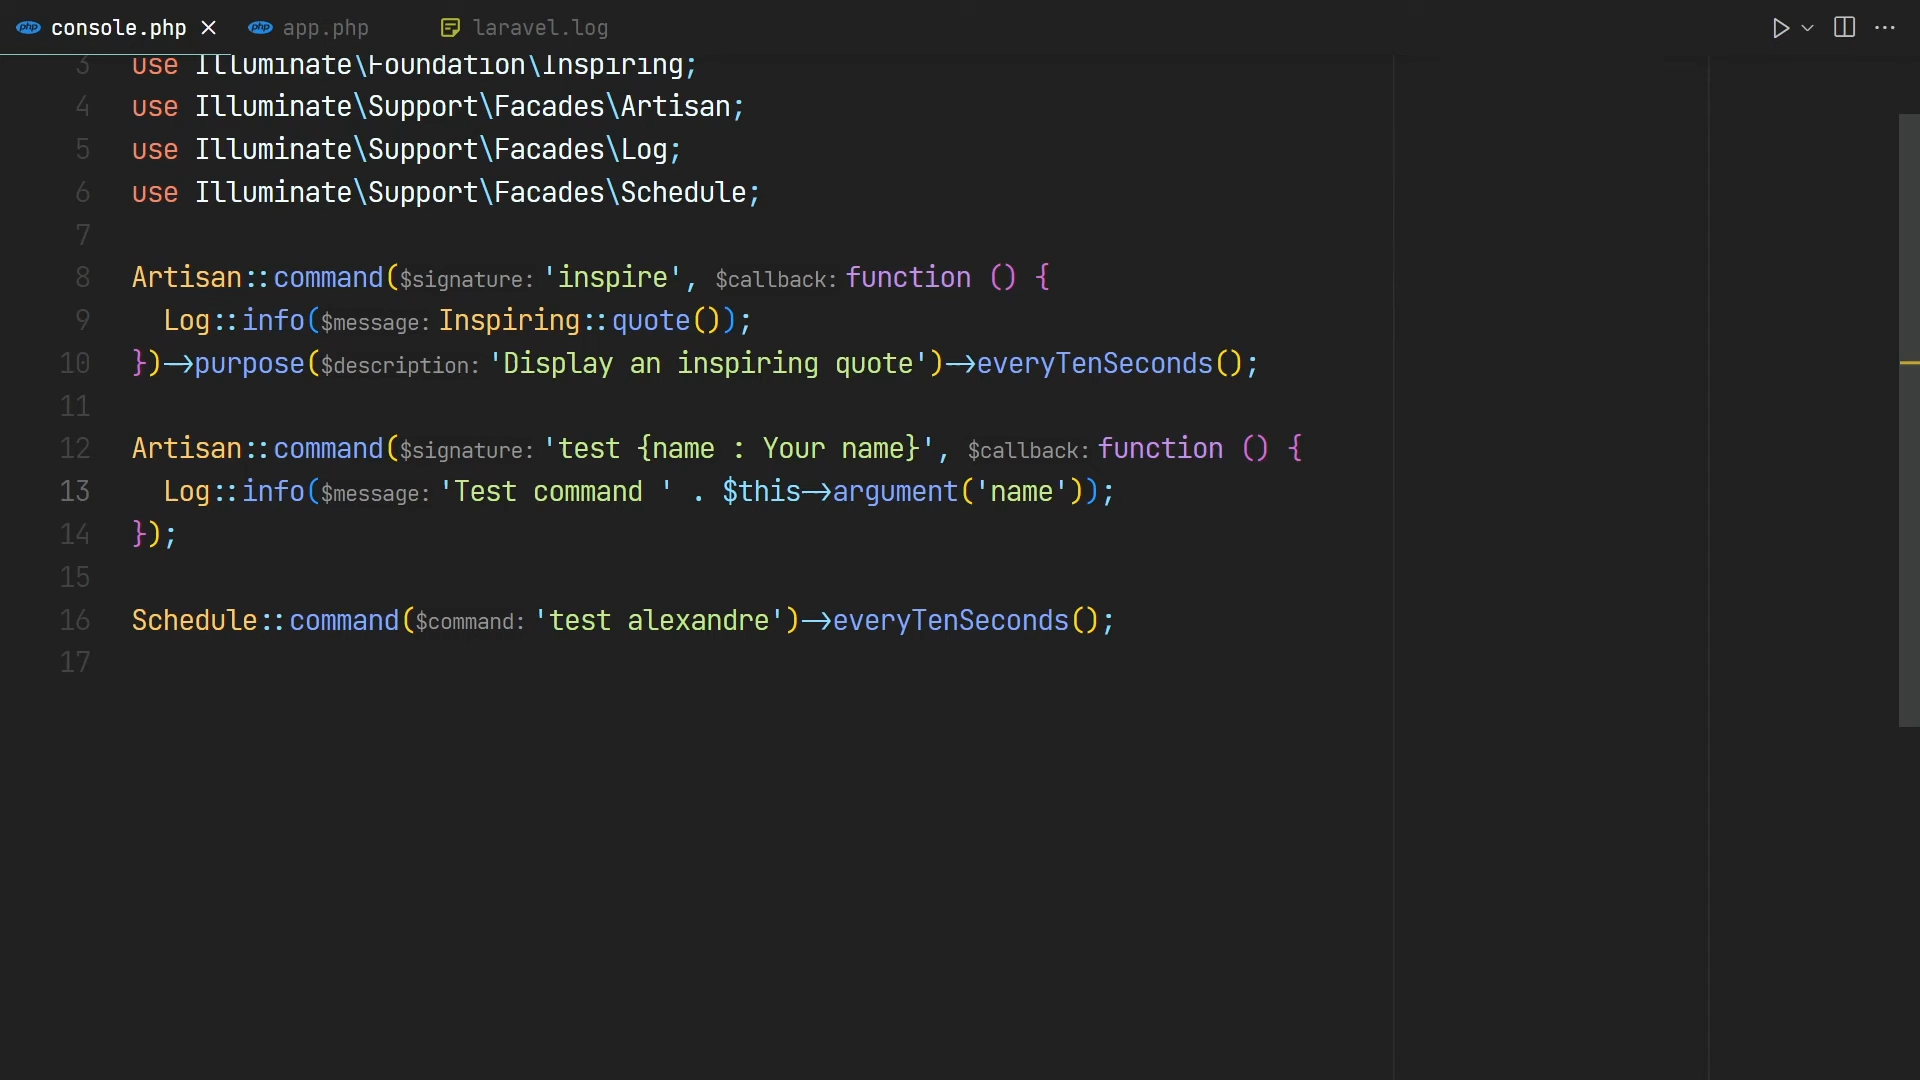 console.php app.php laravel.log
3 use Illuminate\Foundation\Inspiring;
4 use Illuminate\Support\Facades\Artisan;
5 use Illuminate\Support\Facades\Log;
6 use Illuminate\Support\Facades\Schedule;
7
8 Artisan::command($signature: 'inspire', $callback: function () {
9 Log::info($message: Inspiring::quote());
10 })->purpose($description: 'Display an inspiring quote')->everyTenSeconds();
11
12 Artisan::command($signature: 'test {name : Your name}', $callback: function () {
13 Log::info($message: 'Test command ' . $this->argument('name'));
14 });
15
16 Schedule::command($command: 'test alexandre')->everyTenSeconds();
17